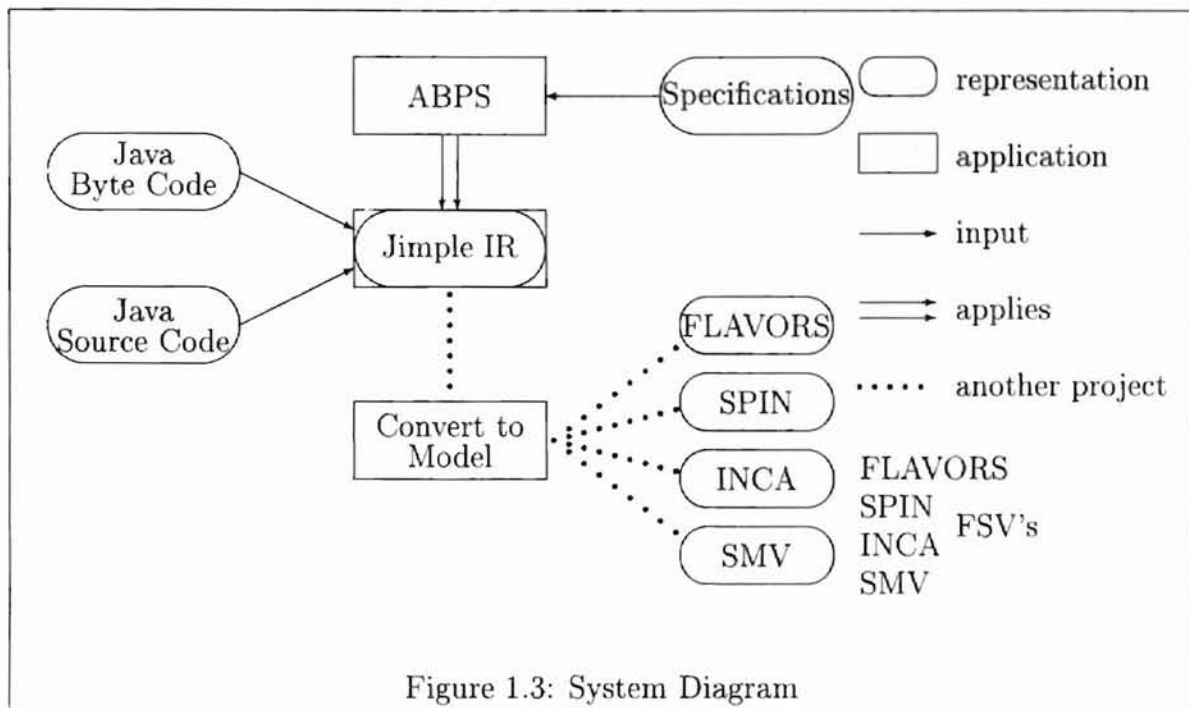 ABPS
Specifications
representation
Java
Byte Code
application
Jimple IR
input
Java
Source Code
applies
FLAVORS
another project
SPIN
Convert to
Model
INCA
SMV
FLAVORS
SPIN
INCA
SMV
FSV's
Figure 1.3: System Diagram